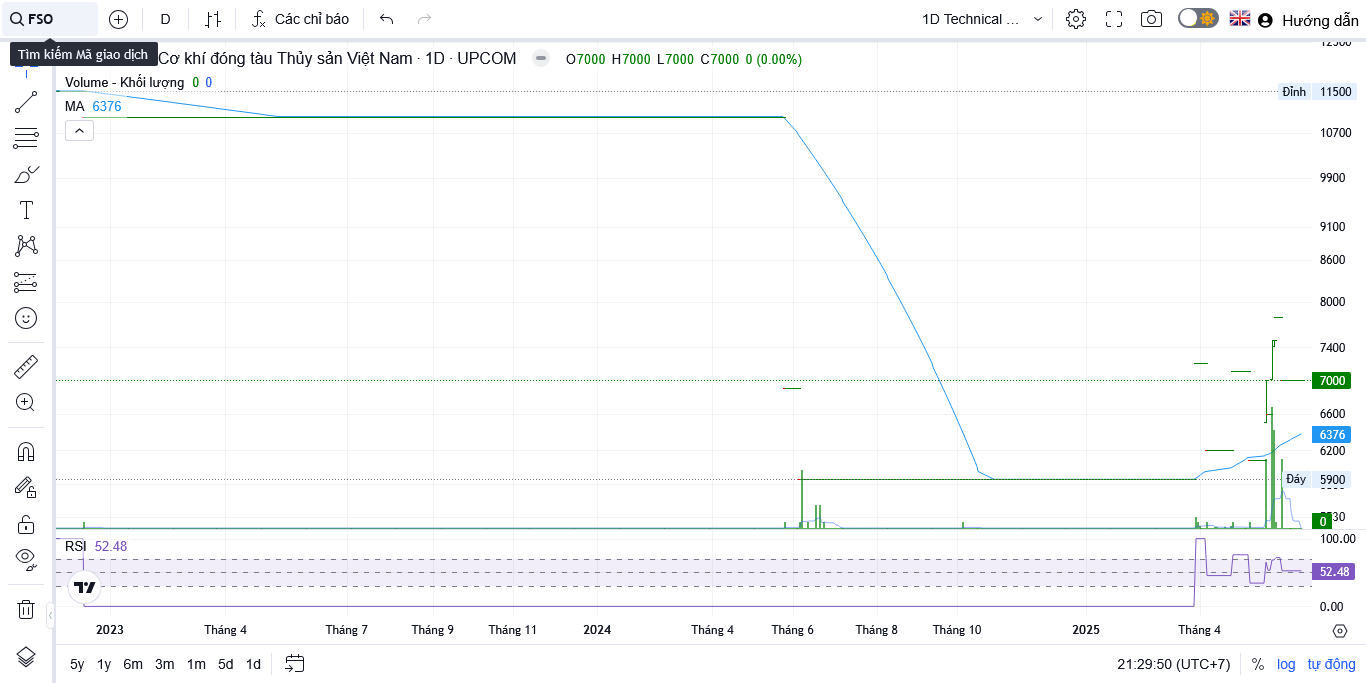 FSO D Các chỉ báo 1D Technical ... Hướng dẫn
Tìm kiếm Mã giao dịch
Cơ khí đóng tàu Thủy sản Việt Nam · 1D · UPCOM O7000 H7000 L7000 C7000 0 (0.00%)
Volume - Khối lượng 0 0
MA 6376
Đỉnh 11500
10700
9900
9100
8600
8000
7400
7000
6600
6376
6200
Đáy 5900
0
RSI 52.48
100.00
52.48
0.00
2023 Tháng 4 Tháng 7 Tháng 9 Tháng 11 2024 Tháng 4 Tháng 6 Tháng 8 Tháng 10 2025 Tháng 4
5y 1y 6m 3m 1m 5d 1d 21:29:50 (UTC+7) % log tự động